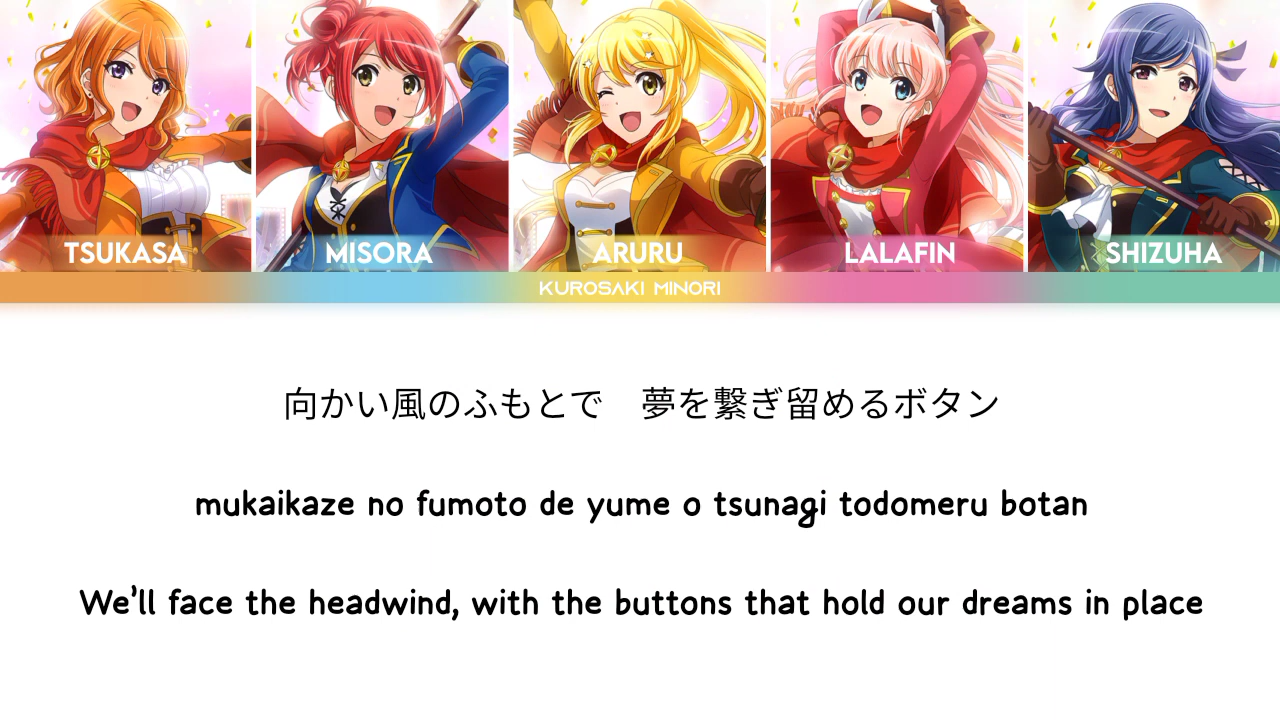 TSUKASA
MISORA
ARURU
LALAFIN
SHIZUHA
KUROSAKI MINORI
向かい風のふもとで　夢を繋ぎ留めるボタン
mukaikaze no fumoto de yume o tsunagi todomeru botan
We'll face the headwind, with the buttons that hold our dreams in place